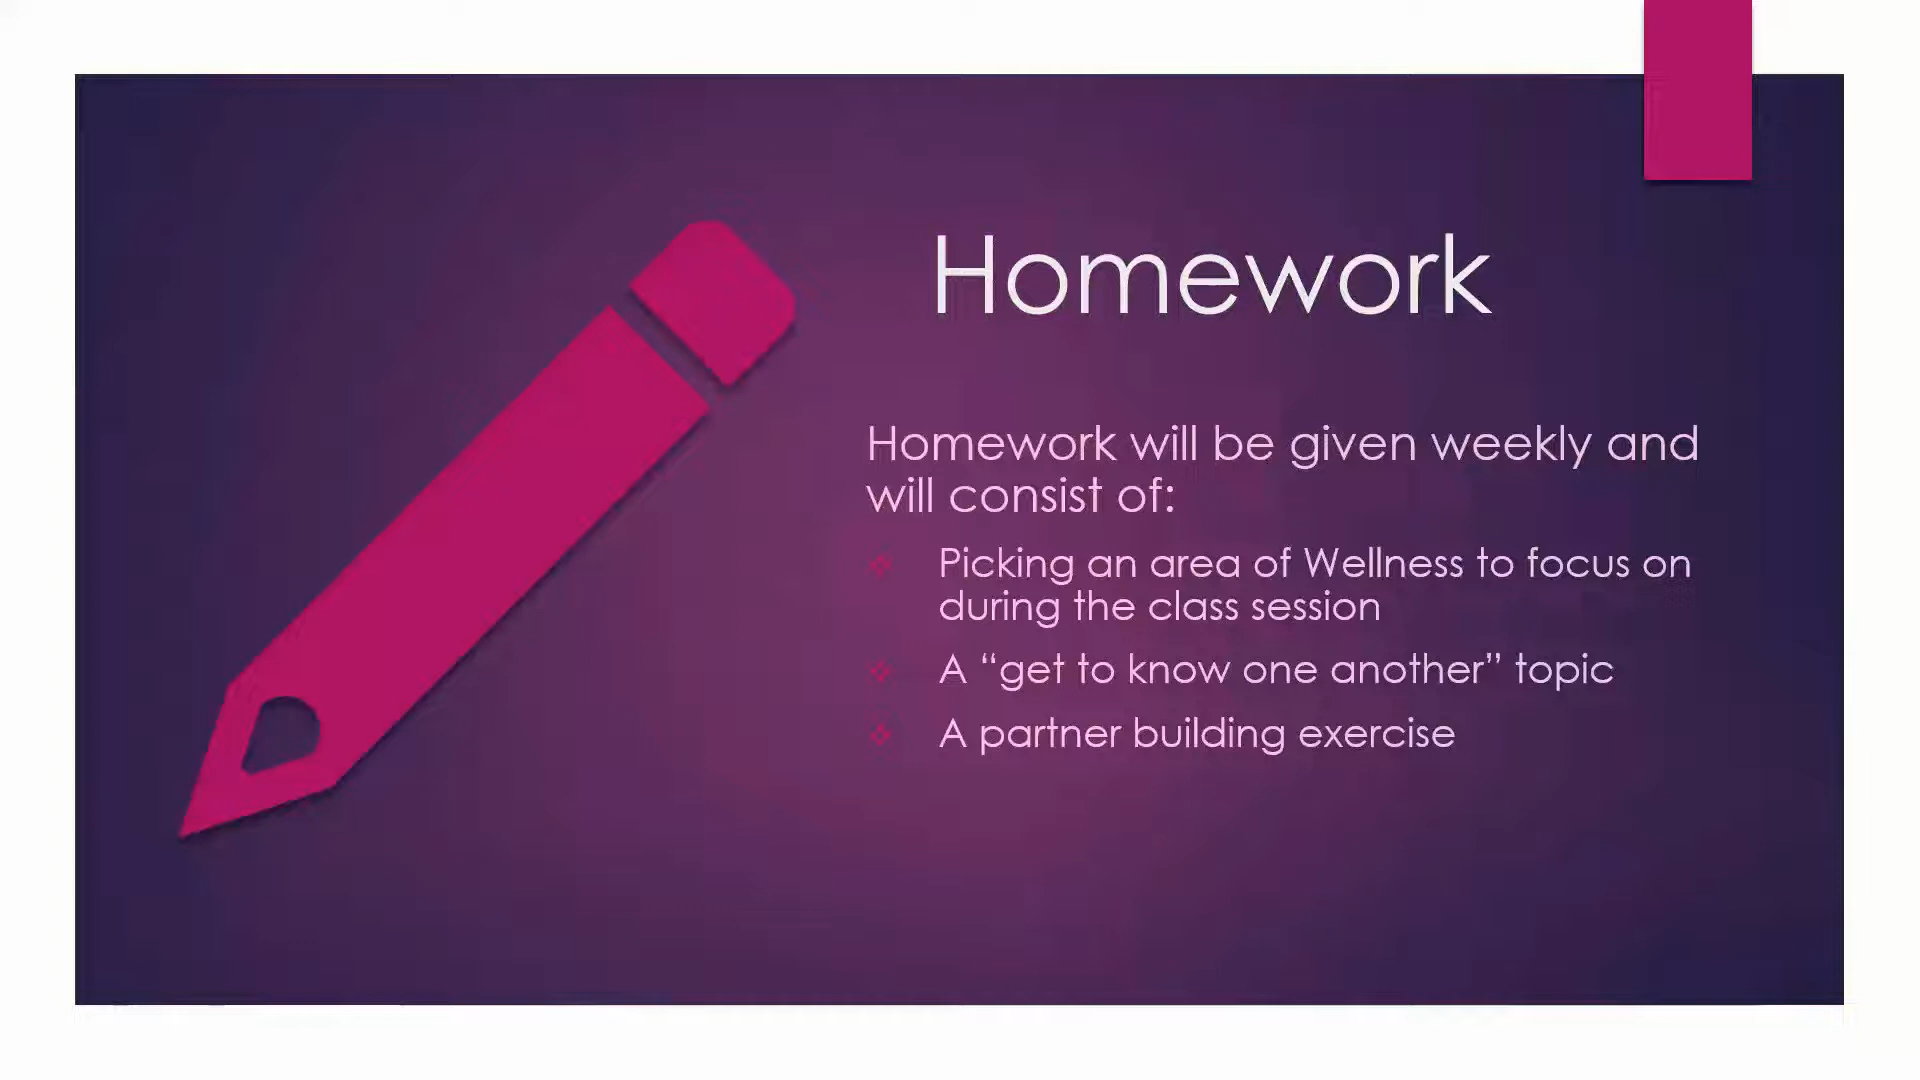 Homework
Homework will be given weekly and
will consist of:
Picking an area of Wellness to focus on
during the class session
A “get to know one another” topic
A partner building exercise